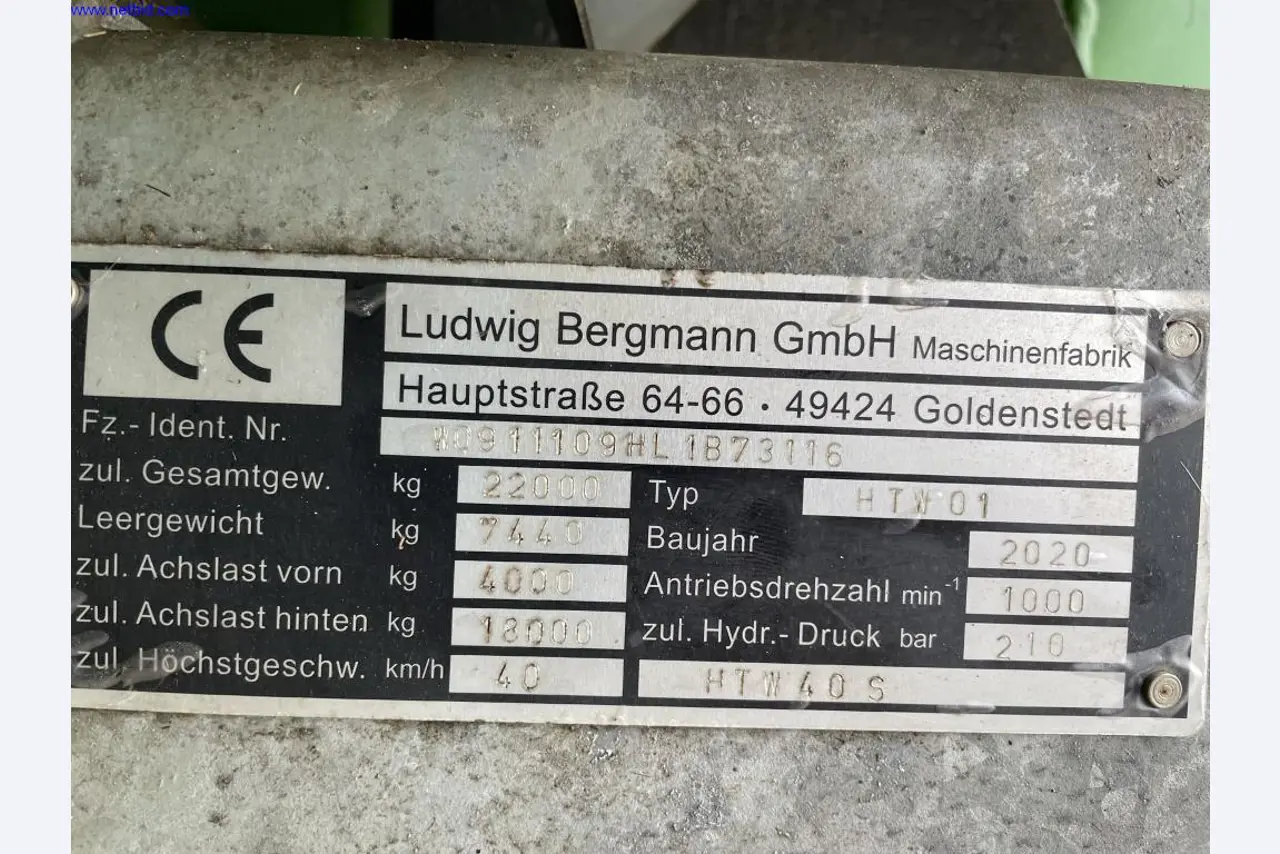 www.netbid.com
CE
Ludwig Bergmann GmbH Maschinenfabrik
Hauptstraße 64-66 · 49424 Goldenstedt
Fz.- Ident. Nr. W0911109HL1B73116
zul. Gesamtgew. kg 22000 Typ HTW01
Leergewicht kg 7440 Baujahr 2020
zul. Achslast vorn kg 4000 Antriebsdrehzahl min⁻¹ 1000
zul. Achslast hinten kg 18000 zul. Hydr.- Druck bar 210
zul. Höchstgeschw. km/h 40 HTW40S